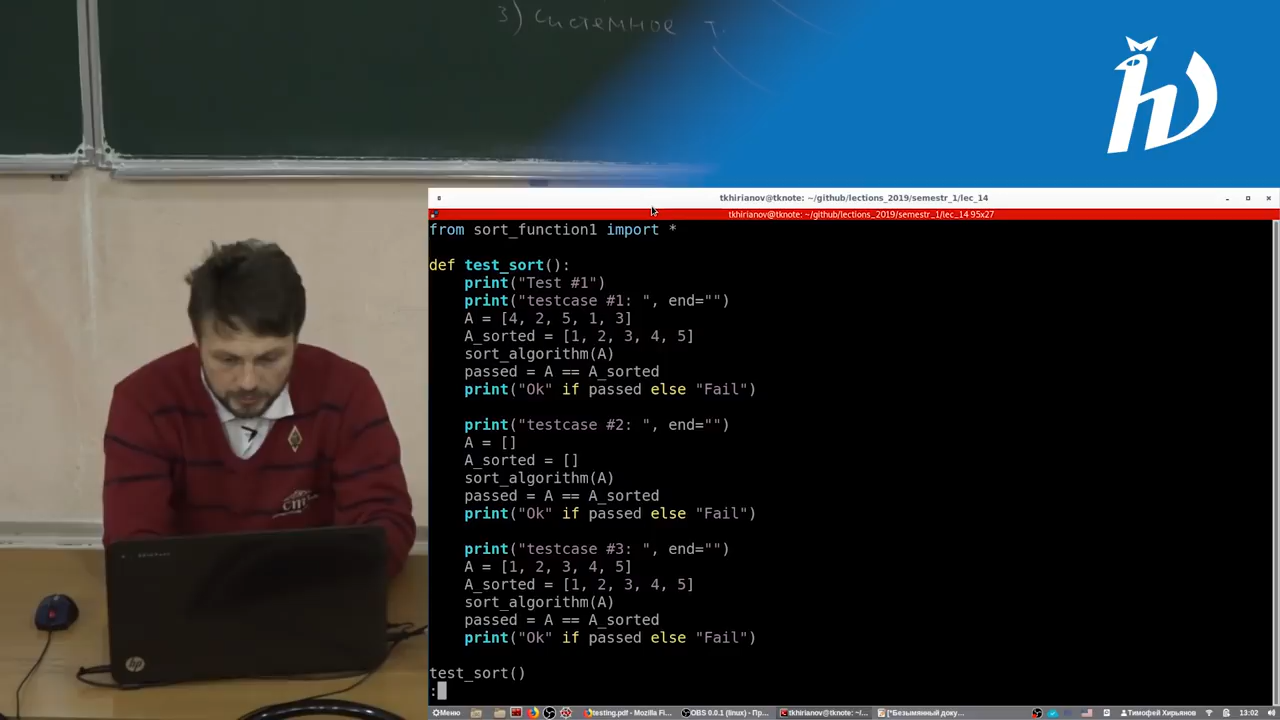 3) Системное т.
tkhirianov@tknote: ~/github/lections_2019/semestr_1/lec_14
tkhirianov@tknote: ~/github/lections_2019/semestr_1/lec_14 95x27
from sort_function1 import *
def test_sort():
print("Test #1")
print("testcase #1: ", end="")
A = [4, 2, 5, 1, 3]
A_sorted = [1, 2, 3, 4, 5]
sort_algorithm(A)
passed = A == A_sorted
print("Ok" if passed else "Fail")
print("testcase #2: ", end="")
A = []
A_sorted = []
sort_algorithm(A)
passed = A == A_sorted
print("Ok" if passed else "Fail")
print("testcase #3: ", end="")
A = [1, 2, 3, 4, 5]
A_sorted = [1, 2, 3, 4, 5]
sort_algorithm(A)
passed = A == A_sorted
print("Ok" if passed else "Fail")
test_sort()
:
hp
Меню testing.pdf - Mozilla Fi... OBS 0.0.1 (linux) - Пр... tkhirianov@tknote: ~/... [*Безымянный доку... Тимофей Хирьянов 13:02